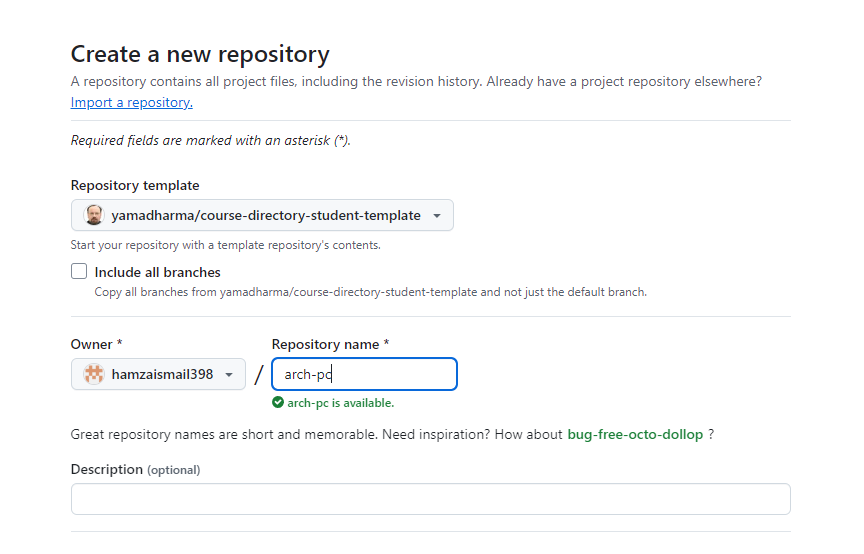 Create a new repository
A repository contains all project files, including the revision history. Already have a project repository elsewhere?
Import a repository.
Required fields are marked with an asterisk (*).
Repository template
yamadharma/course-directory-student-template
Start your repository with a template repository's contents.
Include all branches
Copy all branches from yamadharma/course-directory-student-template and not just the default branch.
Owner * Repository name *
hamzaismail398 / arch-pc
arch-pc is available.
Great repository names are short and memorable. Need inspiration? How about bug-free-octo-dollop ?
Description (optional)